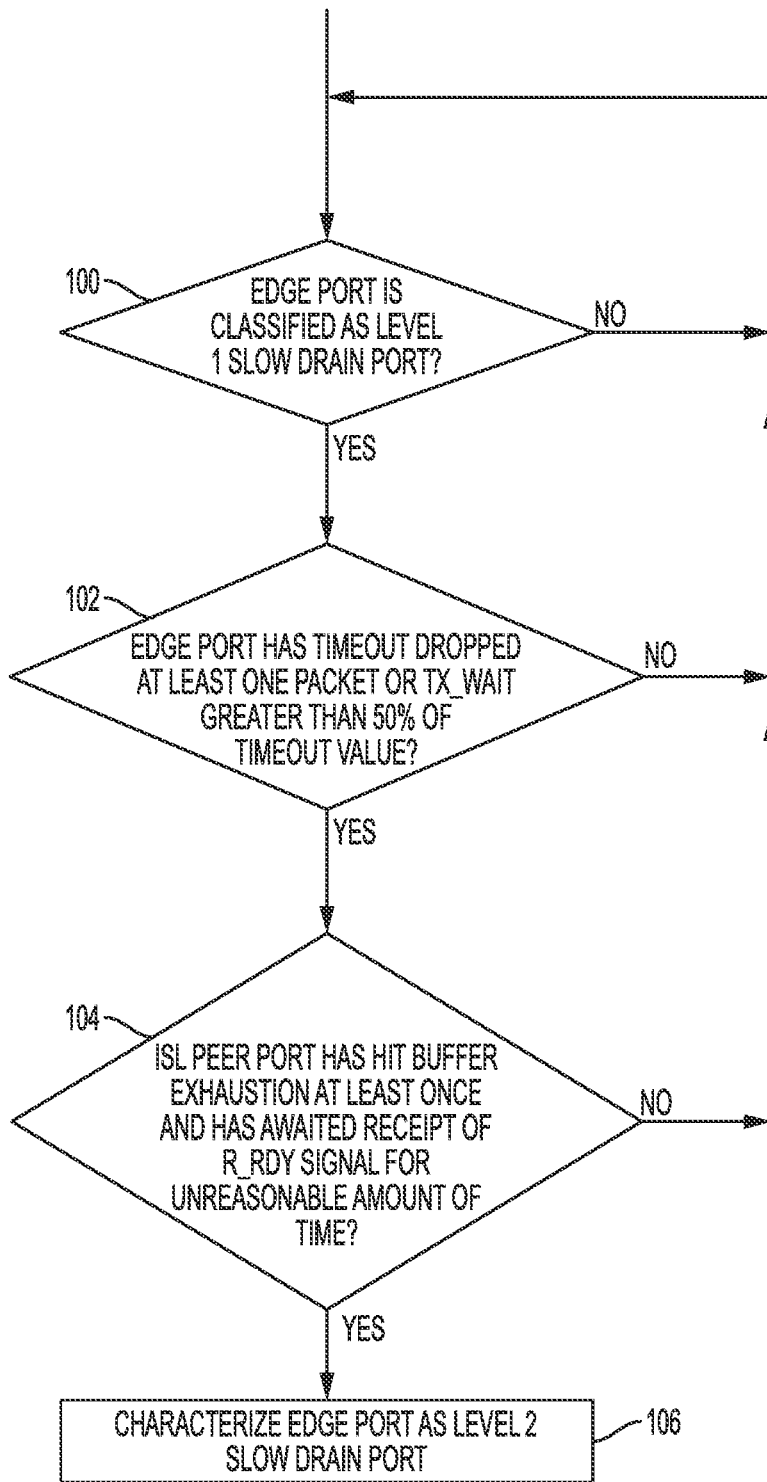 100
EDGE PORT IS
CLASSIFIED AS LEVEL
1 SLOW DRAIN PORT?
NO
YES
102
EDGE PORT HAS TIMEOUT DROPPED
AT LEAST ONE PACKET OR TX_WAIT
GREATER THAN 50% OF
TIMEOUT VALUE?
NO
YES
104
ISL PEER PORT HAS HIT BUFFER
EXHAUSTION AT LEAST ONCE
AND HAS AWAITED RECEIPT OF
R_RDY SIGNAL FOR
UNREASONABLE AMOUNT OF
TIME?
NO
YES
CHARACTERIZE EDGE PORT AS LEVEL 2
SLOW DRAIN PORT
106